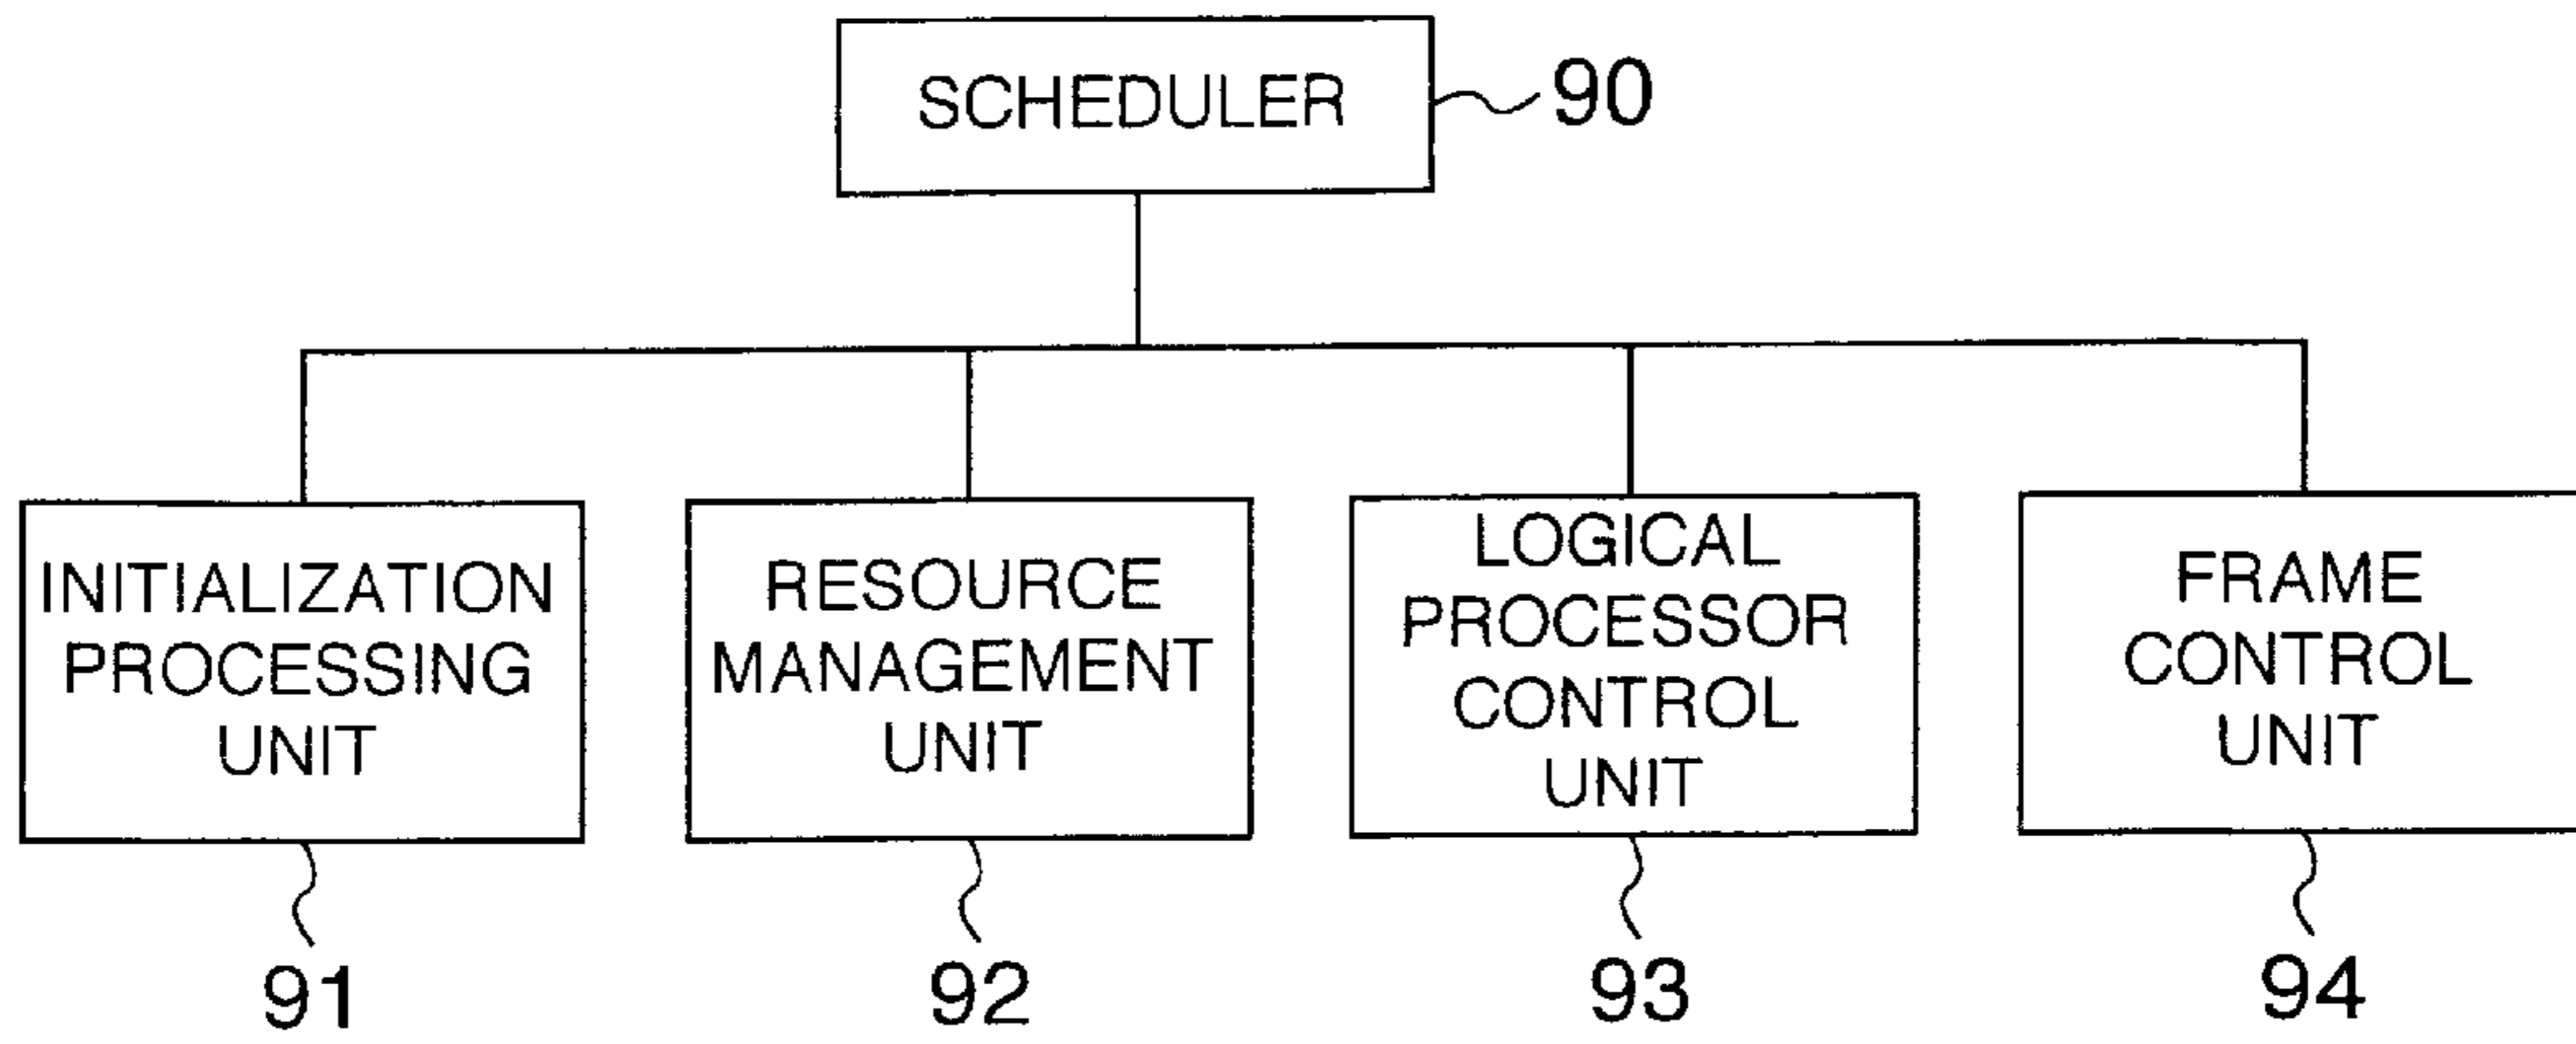 SCHEDULER
90
INITIALIZATION
PROCESSING
UNIT
91
RESOURCE
MANAGEMENT
UNIT
92
LOGICAL
PROCESSOR
CONTROL
UNIT
93
FRAME
CONTROL
UNIT
94